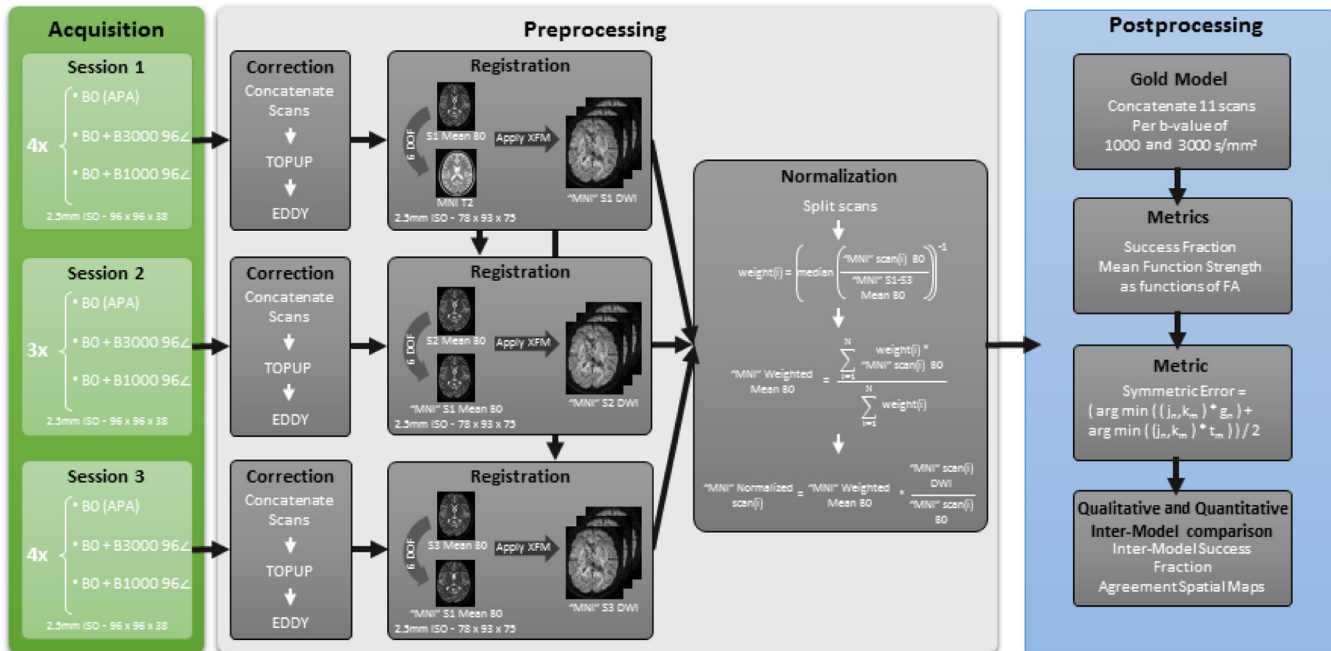 Acquisition
Session 1
4x
• B0 (APA)
• B0 + B3000 96∠
• B0 + B1000 96∠
2.5mm ISO - 96 x 96 x 38
Session 2
3x
• B0 (APA)
• B0 + B3000 96∠
• B0 + B1000 96∠
2.5mm ISO - 96 x 96 x 38
Session 3
4x
• B0 (APA)
• B0 + B3000 96∠
• B0 + B1000 96∠
2.5mm ISO - 96 x 96 x 38
Preprocessing
Correction
Concatenate
Scans
TOPUP
EDDY
Registration
S1 Mean B0
6 DOF
Apply XFM
MNI T2
"MNI" S1 DWI
2.5mm ISO - 78 x 93 x 75
Correction
Concatenate
Scans
TOPUP
EDDY
Registration
S2 Mean B0
6 DOF
Apply XFM
"MNI" S1 Mean B0
"MNI" S2 DWI
2.5mm ISO - 78 x 93 x 75
Correction
Concatenate
Scans
TOPUP
EDDY
Registration
S3 Mean B0
6 DOF
Apply XFM
"MNI" S1 Mean B0
"MNI" S3 DWI
2.5mm ISO - 78 x 93 x 75
Normalization
Split scans
weight(i) = (median ("MNI" scan(i) B0 / "MNI" S1-S3 Mean B0))⁻¹
"MNI" Weighted Mean B0 = ∑ i=1 N weight(i) * "MNI" scan(i) B0 / ∑ i=1 N weight(i)
"MNI" Normalized scan(i) = "MNI" Weighted Mean B0 * "MNI" scan(i) DWI / "MNI" scan(i) B0
Postprocessing
Gold Model
Concatenate 11 scans
Per b-value of
1000 and 3000 s/mm²
Metrics
Success Fraction
Mean Function Strength
as functions of FA
Metric
Symmetric Error =
(arg min ((jₙ,kₘ) * gₙ) +
arg min ((jₙ,kₘ) * tₘ)) / 2
Qualitative and Quantitative
Inter-Model comparison
Inter-Model Success
Fraction
Agreement Spatial Maps